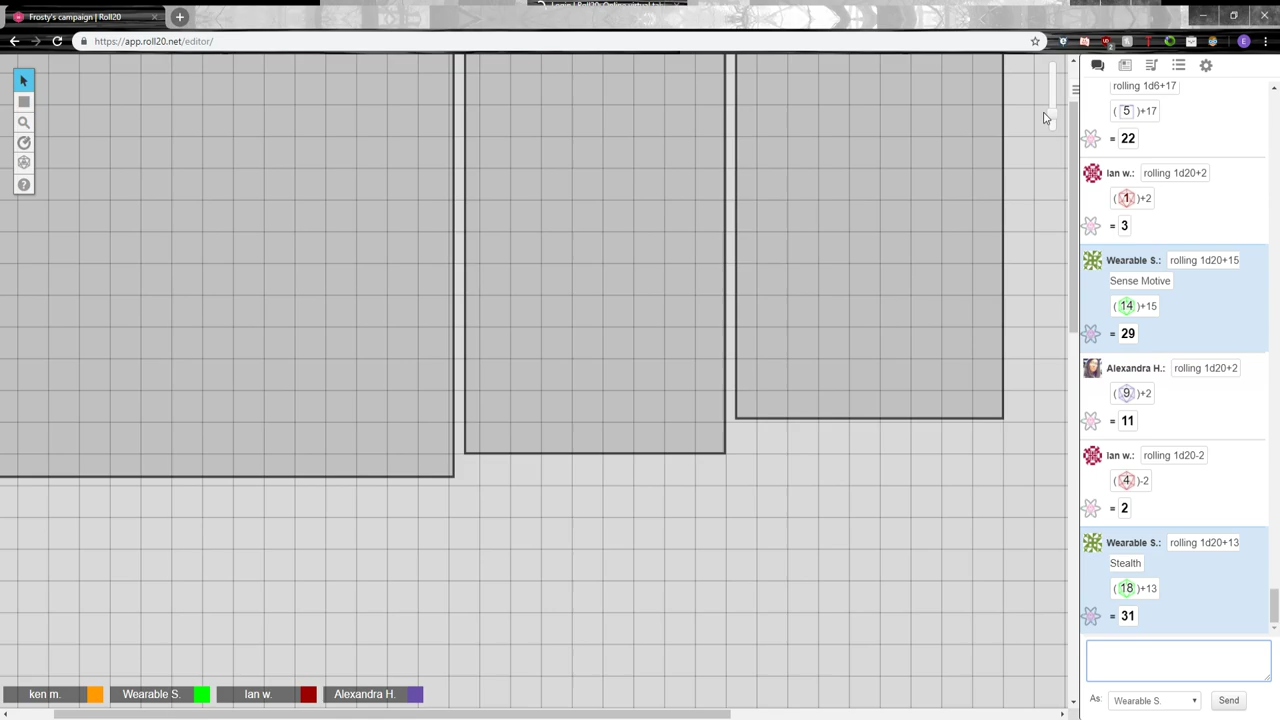 Frosty's campaign | Roll20
https://app.roll20.net/editor/
2
E
rolling 1d6+17
( 5 )+17
= 22
Ian w.: rolling 1d20+2
( 1 )+2
= 3
Wearable S.: rolling 1d20+15
Sense Motive
( 14 )+15
= 29
Alexandra H.: rolling 1d20+2
( 9 )+2
= 11
Ian w.: rolling 1d20-2
( 4 )-2
= 2
Wearable S.: rolling 1d20+13
Stealth
( 18 )+13
= 31
ken m. Wearable S. Ian w. Alexandra H.
As: Wearable S. Send